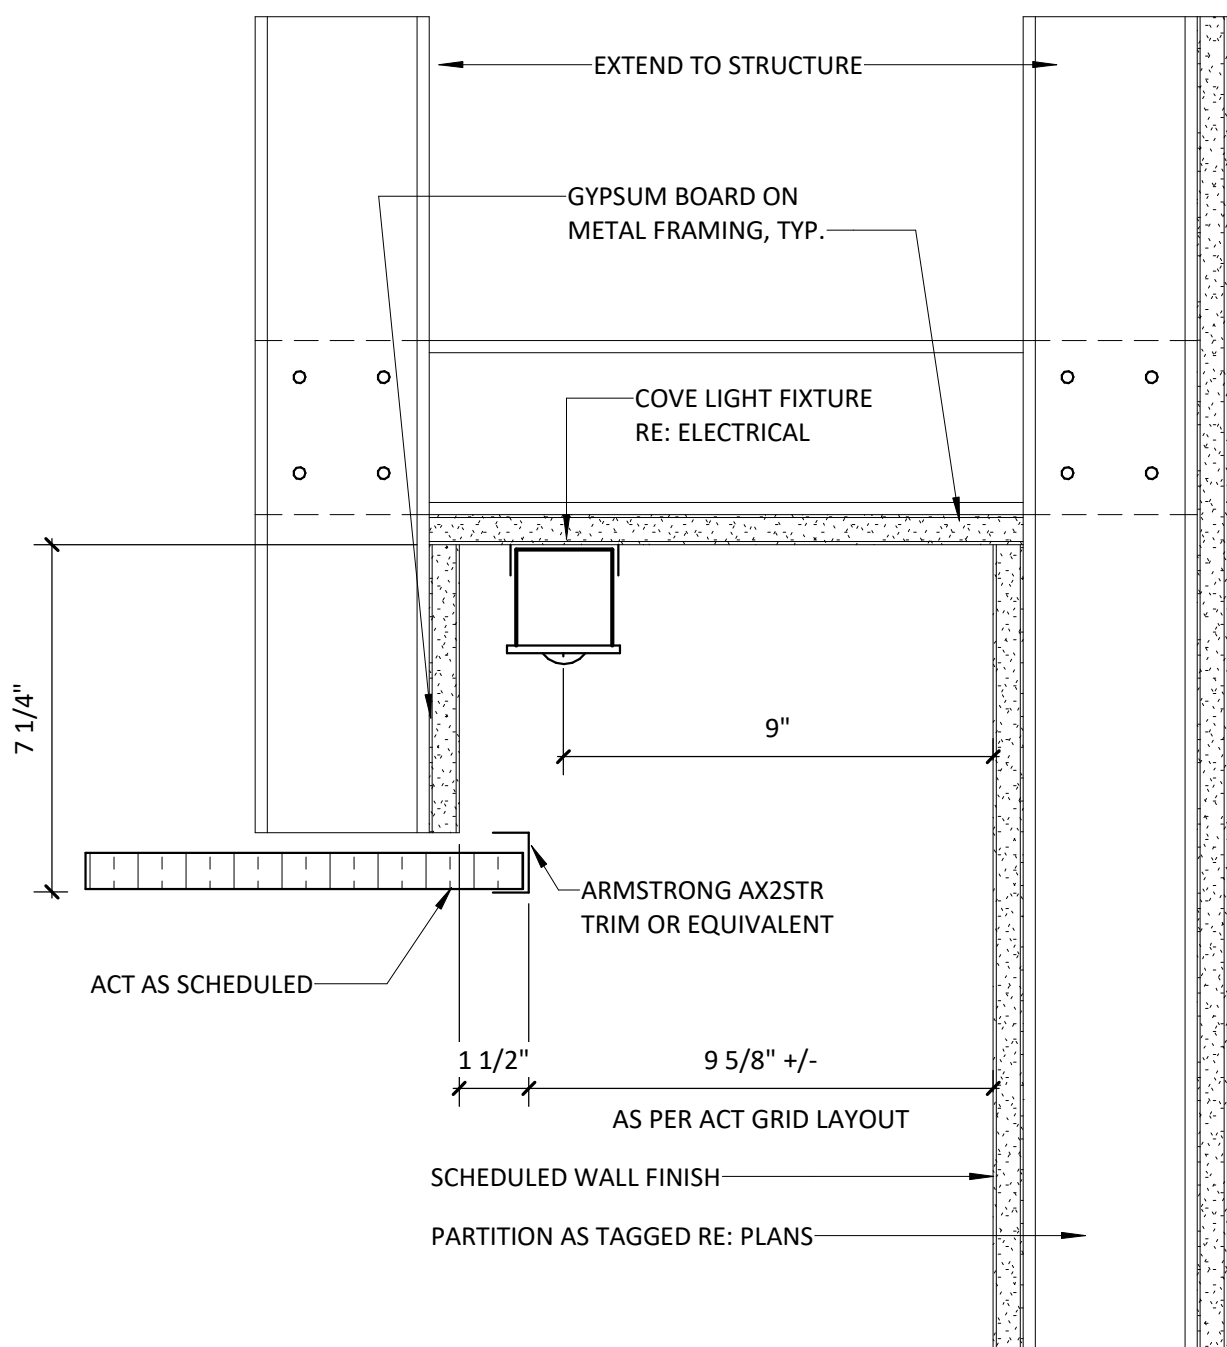 EXTEND TO STRUCTURE
GYPSUM BOARD ON
METAL FRAMING, TYP.
COVE LIGHT FIXTURE
RE: ELECTRICAL
7 1/4"
9"
ARMSTRONG AX2STR
TRIM OR EQUIVALENT
ACT AS SCHEDULED
1 1/2"
9 5/8" +/-
AS PER ACT GRID LAYOUT
SCHEDULED WALL FINISH
PARTITION AS TAGGED RE: PLANS